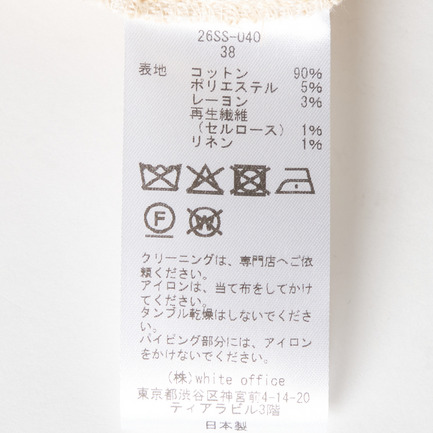 26SS-U40
38
表地 コットン 90%
ポリエステル 5%
レーヨン 3%
再生繊維
(セルロース) 1%
リネン 1%
F
W
クリーニングは、専門店へご依
頼ください。
アイロンは、当て布をしてかけ
てください。
タンブル乾燥はしないでくださ
い。
パイピング部分には、アイロン
をかけないでください。
(株)white office
東京都渋谷区神宮前4-14-20
ティアラビル3階
日本製